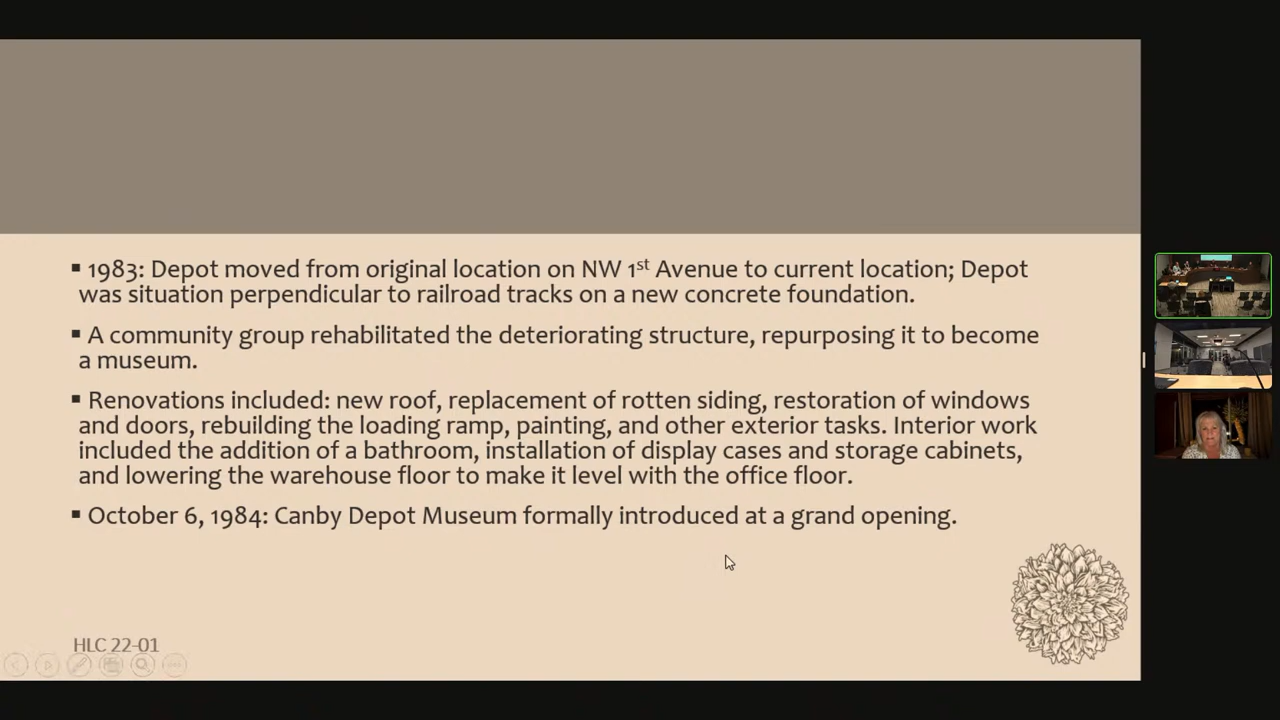 ▪ 1983: Depot moved from original location on NW 1st Avenue to current location; Depot
was situation perpendicular to railroad tracks on a new concrete foundation.
▪ A community group rehabilitated the deteriorating structure, repurposing it to become
a museum.
▪ Renovations included: new roof, replacement of rotten siding, restoration of windows
and doors, rebuilding the loading ramp, painting, and other exterior tasks. Interior work
included the addition of a bathroom, installation of display cases and storage cabinets,
and lowering the warehouse floor to make it level with the office floor.
▪ October 6, 1984: Canby Depot Museum formally introduced at a grand opening.
HLC 22-01